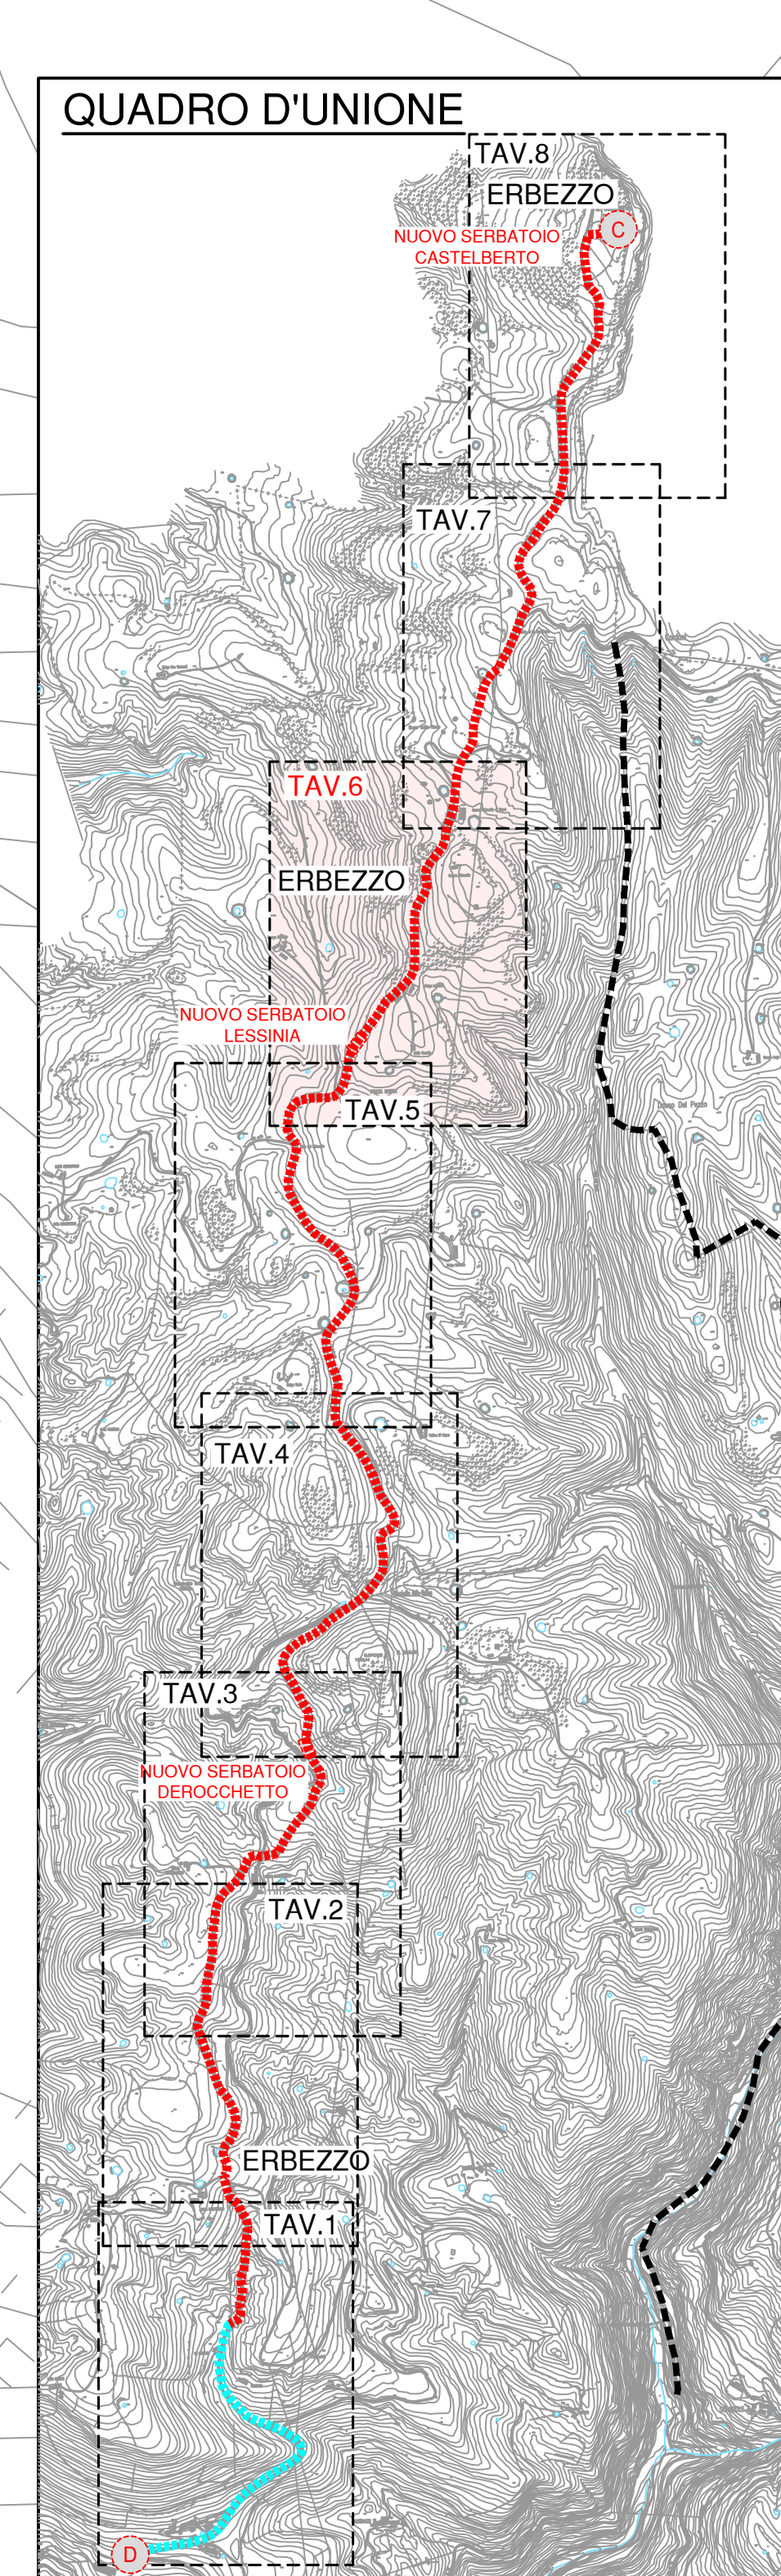 QUADRO D'UNIONE
TAV.8
ERBEZZO
C
NUOVO SERBATOIO
CASTELBERTO
TAV.7
TAV.6
ERBEZZO
NUOVO SERBATOIO
LESSINIA
TAV.5
TAV.4
TAV.3
NUOVO SERBATOIO
DEROCCHETTO
TAV.2
ERBEZZO
TAV.1
D